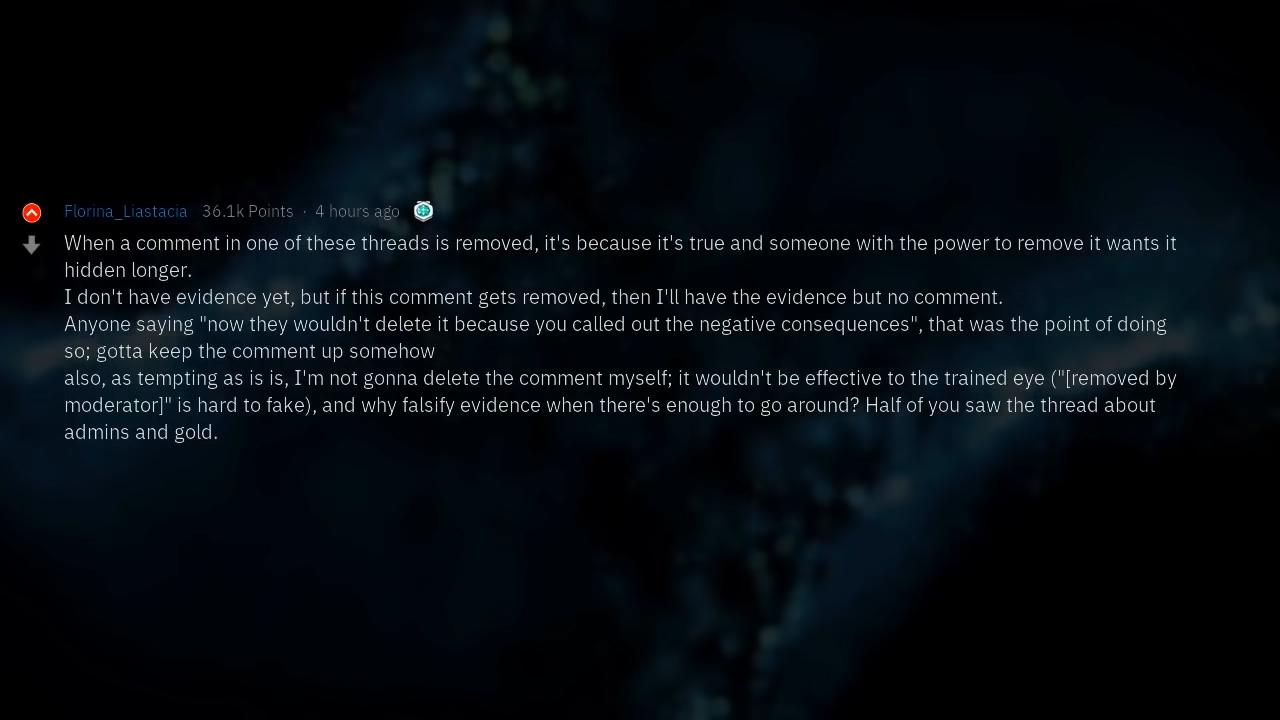 Florina_Liastacia 36.1k Points · 4 hours ago
When a comment in one of these threads is removed, it's because it's true and someone with the power to remove it wants it
hidden longer.
I don't have evidence yet, but if this comment gets removed, then I'll have the evidence but no comment.
Anyone saying "now they wouldn't delete it because you called out the negative consequences", that was the point of doing
so; gotta keep the comment up somehow
also, as tempting as is is, I'm not gonna delete the comment myself; it wouldn't be effective to the trained eye ("[removed by
moderator]" is hard to fake), and why falsify evidence when there's enough to go around? Half of you saw the thread about
admins and gold.